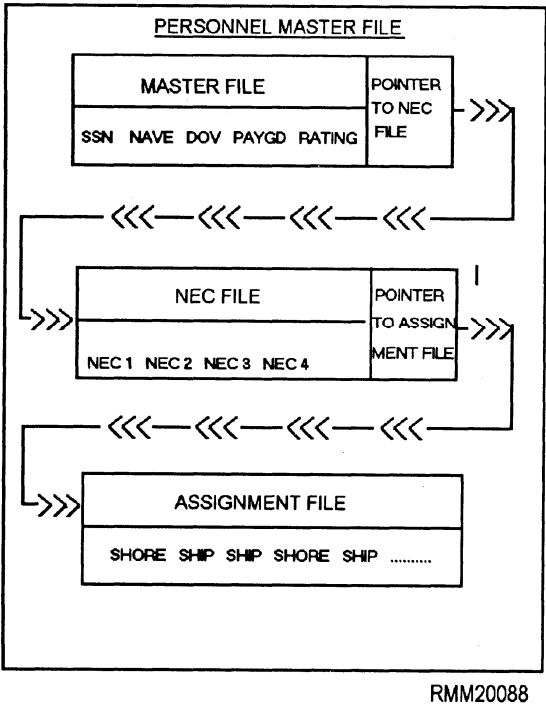 PERSONNEL MASTER FILE
MASTER FILE
POINTER
TO NEC
FILE
SSN NAVE DOV PAYGD RATING
NEC FILE
POINTER
TO ASSIGN
MENT FILE
NEC 1 NEC 2 NEC 3 NEC 4
ASSIGNMENT FILE
SHORE SHIP SHIP SHORE SHIP ..........
RMM20088